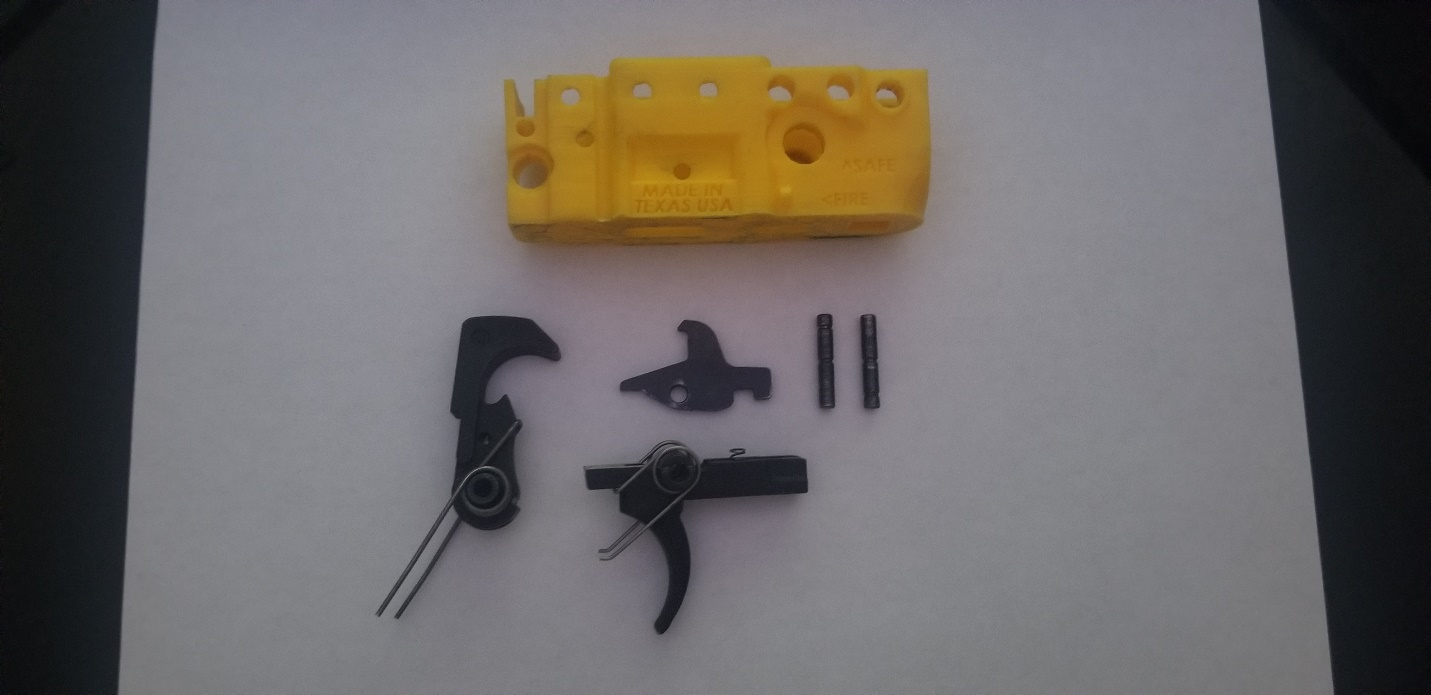 MADE IN
TEXAS USA
^SAFE
<FIRE